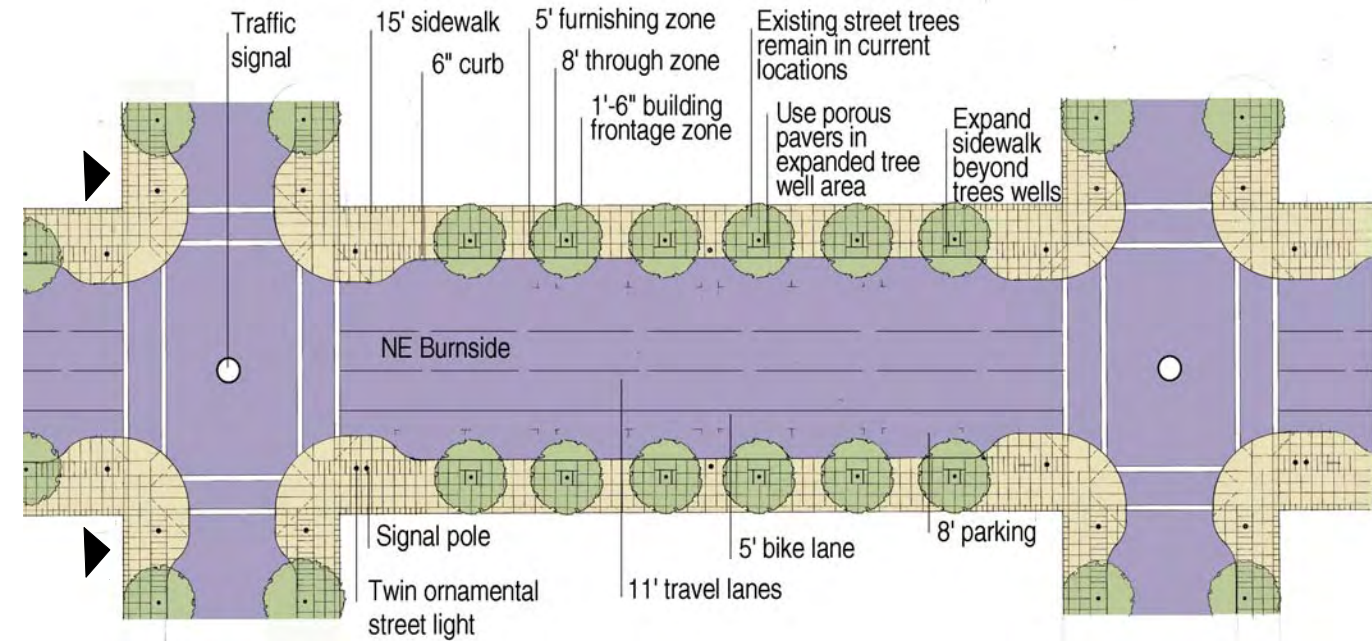 Traffic
signal
15' sidewalk
6" curb
5' furnishing zone
8' through zone
1'-6" building
frontage zone
Existing street trees
remain in current
locations
Use porous
pavers in
expanded tree
well area
Expand
sidewalk
beyond
trees wells
NE Burnside
Signal pole
Twin ornamental
street light
11' travel lanes
5' bike lane
8' parking